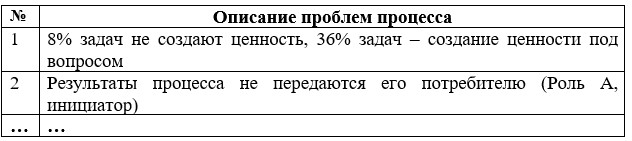 № Описание проблем процесса
1 8% задач не создают ценность, 36% задач – создание ценности под
вопросом
2 Результаты процесса не передаются его потребителю (Роль А,
инициатор)
... ...